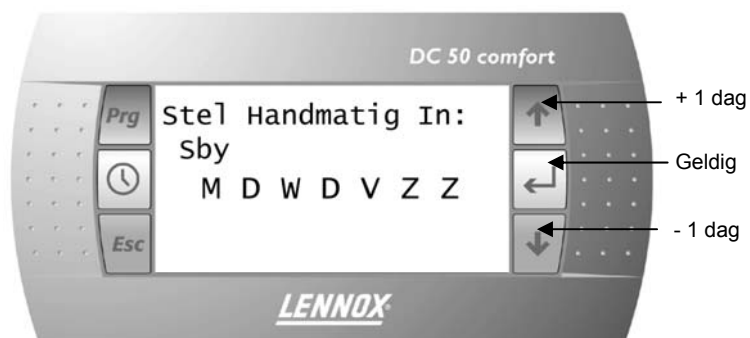 DC 50 comfort
Prg
Stel Handmatig In:
Sby
M D W D V Z Z
Esc
+ 1 dag
Geldig
- 1 dag
LENNOX